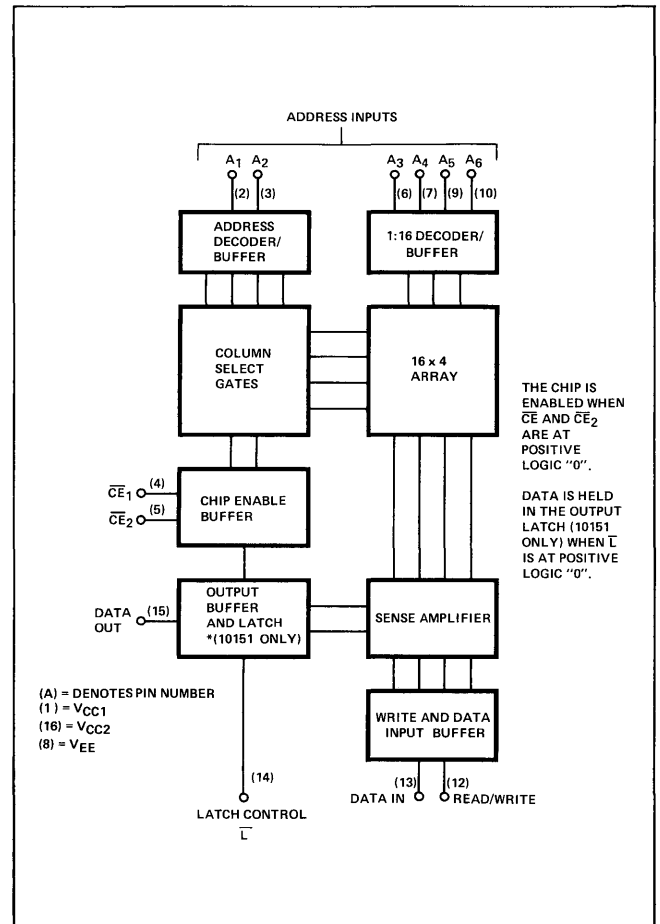 ADDRESS INPUTS
A1 A2 A3 A4 A5 A6
(2) (3) (6) (7) (9) (10)
ADDRESS
DECODER/
BUFFER
1:16 DECODER/
BUFFER
COLUMN
SELECT
GATES
16 x 4
ARRAY
THE CHIP IS
ENABLED WHEN
C̅E̅ AND C̅E̅2
ARE AT
POSITIVE
LOGIC "0".
DATA IS HELD
IN THE OUTPUT
LATCH (10151
ONLY) WHEN L̅
IS AT POSITIVE
LOGIC "0".
C̅E̅1 (4)
C̅E̅2 (5)
CHIP ENABLE
BUFFER
DATA
OUT
(15)
OUTPUT
BUFFER
AND LATCH
*(10151 ONLY)
SENSE AMPLIFIER
(A) = DENOTES PIN NUMBER
(1) = VCC1
(16) = VCC2
(8) = VEE
WRITE AND DATA
INPUT BUFFER
(14)
LATCH CONTROL
L̅
(13) (12)
DATA IN READ/WRITE